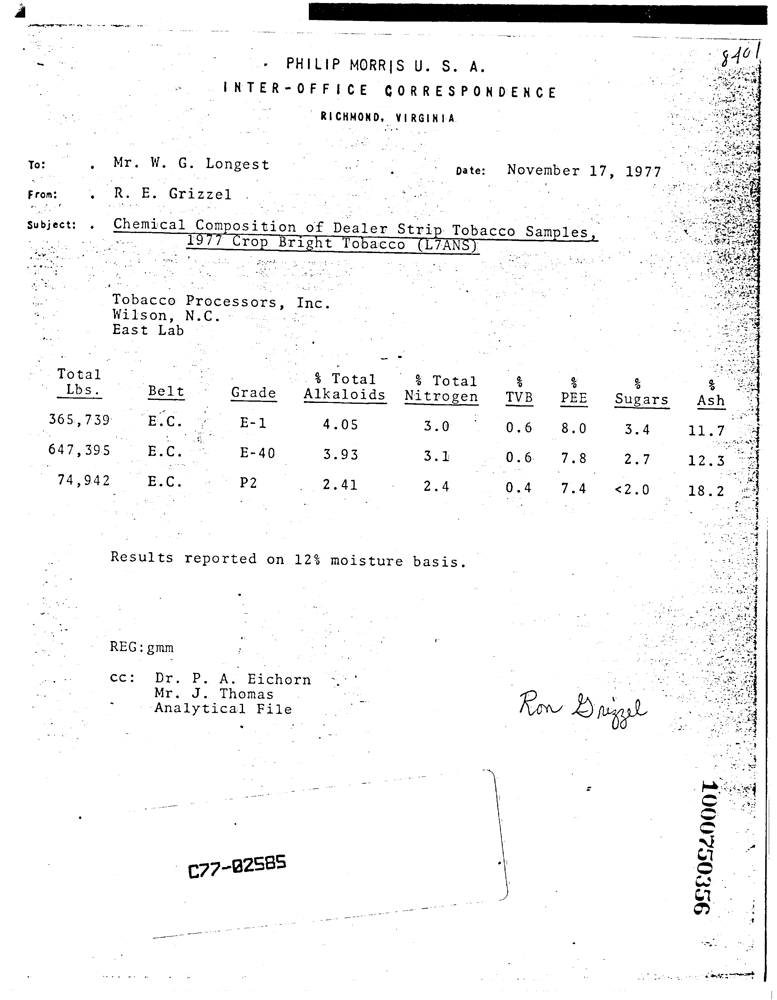 8401
PHILIP MORRIS U. S. A.
INTER-OFFICE CORRESPONDENCE
RICHMOND, VIRGINIA
To: . Mr. W. G. Longest Date: November 17, 1977
From: . R. E. Grizzel
Subject: . Chemical Composition of Dealer Strip Tobacco Samples,
1977 Crop Bright Tobacco (L7ANS)
Tobacco Processors, Inc.
Wilson, N.C.
East Lab
Total % Total % Total % % % %
Lbs. Belt Grade Alkaloids Nitrogen TVB PEE Sugars Ash
365,739 E.C. E-1 4.05 3.0 0.6 8.0 3.4 11.7
647,395 E.C. E-40 3.93 3.1 0.6 7.8 2.7 12.3
74,942 E.C. P2 2.41 2.4 0.4 7.4 <2.0 18.2
Results reported on 12% moisture basis.
REG:gmm
cc: Dr. P. A. Eichorn
Mr. J. Thomas
Analytical File
Ron Grizzel
C77-02585
1000750356